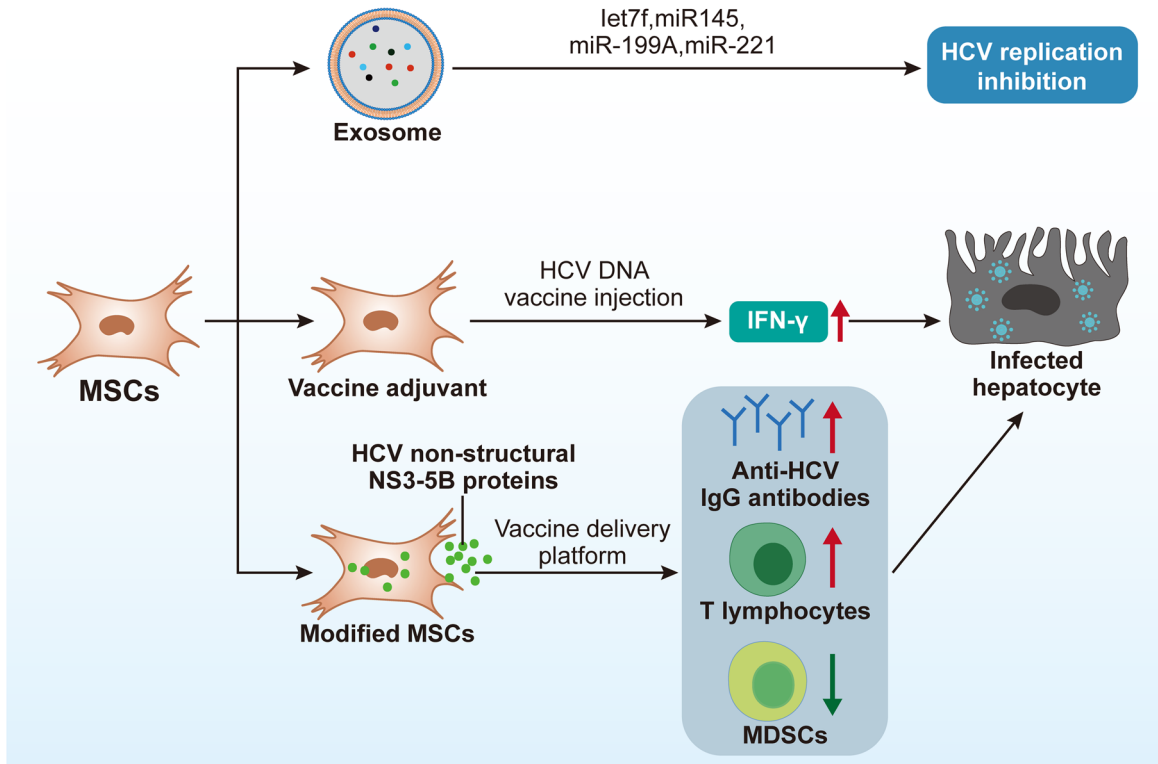 let7f,miR145,
miR-199A,miR-221
HCV replication
inhibition
Exosome
HCV DNA
vaccine injection
IFN-γ
MSCs
Vaccine adjuvant
Infected
hepatocyte
HCV non-structural
NS3-5B proteins
Vaccine delivery
platform
Modified MSCs
Anti-HCV
IgG antibodies
T lymphocytes
MDSCs